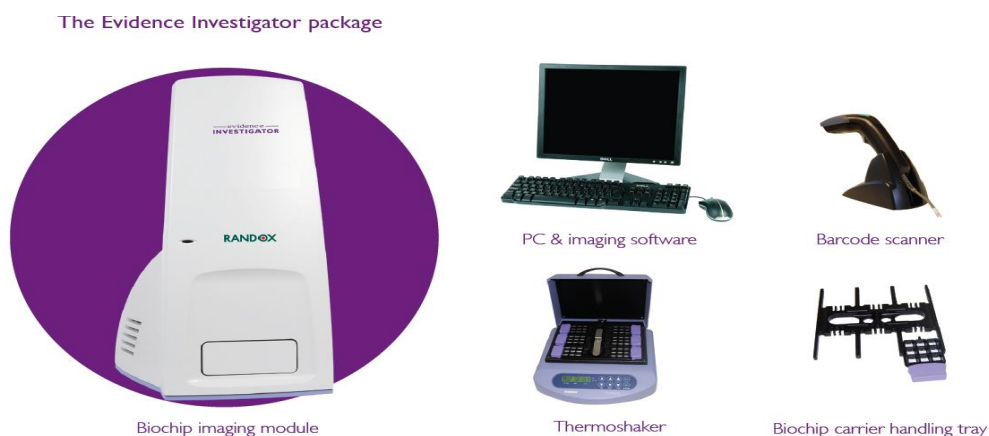 The Evidence Investigator package
evidence
INVESTIGATOR
RANDOX
DELL
PC & imaging software
Barcode scanner
Biochip imaging module
Thermoshaker
Biochip carrier handling tray